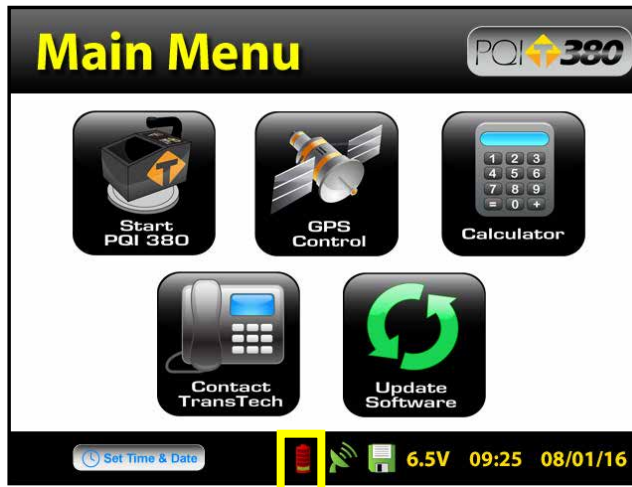 Main Menu
PQI T 380
Start
PQI 380
GPS
Control
1 2 3
4 5 6
7 8 9
= 0 +
Calculator
Contact
TransTech
Update
Software
Set Time & Date
6.5V 09:25 08/01/16